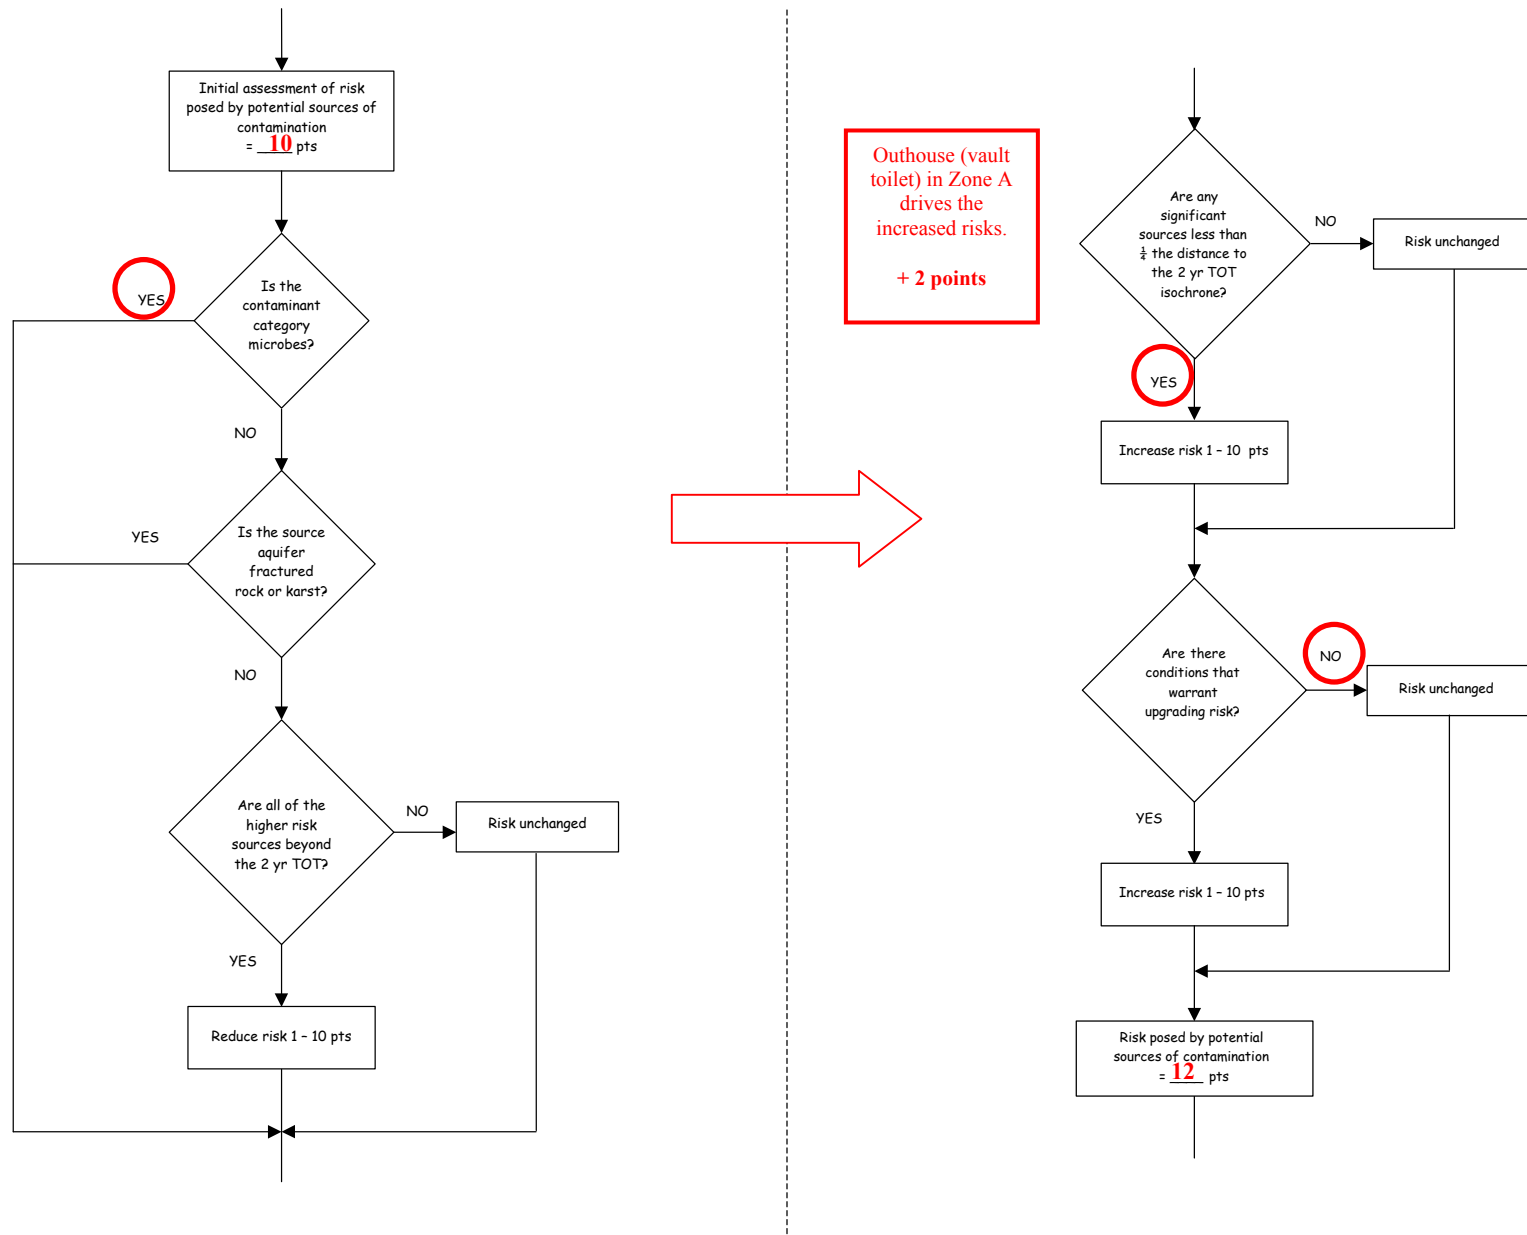 Initial assessment of risk
posed by potential sources of
contamination
= 10 pts
YES
Is the
contaminant
category
microbes?
NO
YES
Is the source
aquifer
fractured
rock or karst?
NO
Are all of the
higher risk
sources beyond
the 2 yr TOT?
NO
Risk unchanged
YES
Reduce risk 1 – 10 pts
Outhouse (vault
toilet) in Zone A
drives the
increased risks.
+ 2 points
Are any
significant
sources less than
¼ the distance to
the 2 yr TOT
isochrone?
NO
Risk unchanged
YES
Increase risk 1 – 10 pts
Are there
conditions that
warrant
upgrading risk?
NO
Risk unchanged
YES
Increase risk 1 – 10 pts
Risk posed by potential
sources of contamination
= 12 pts